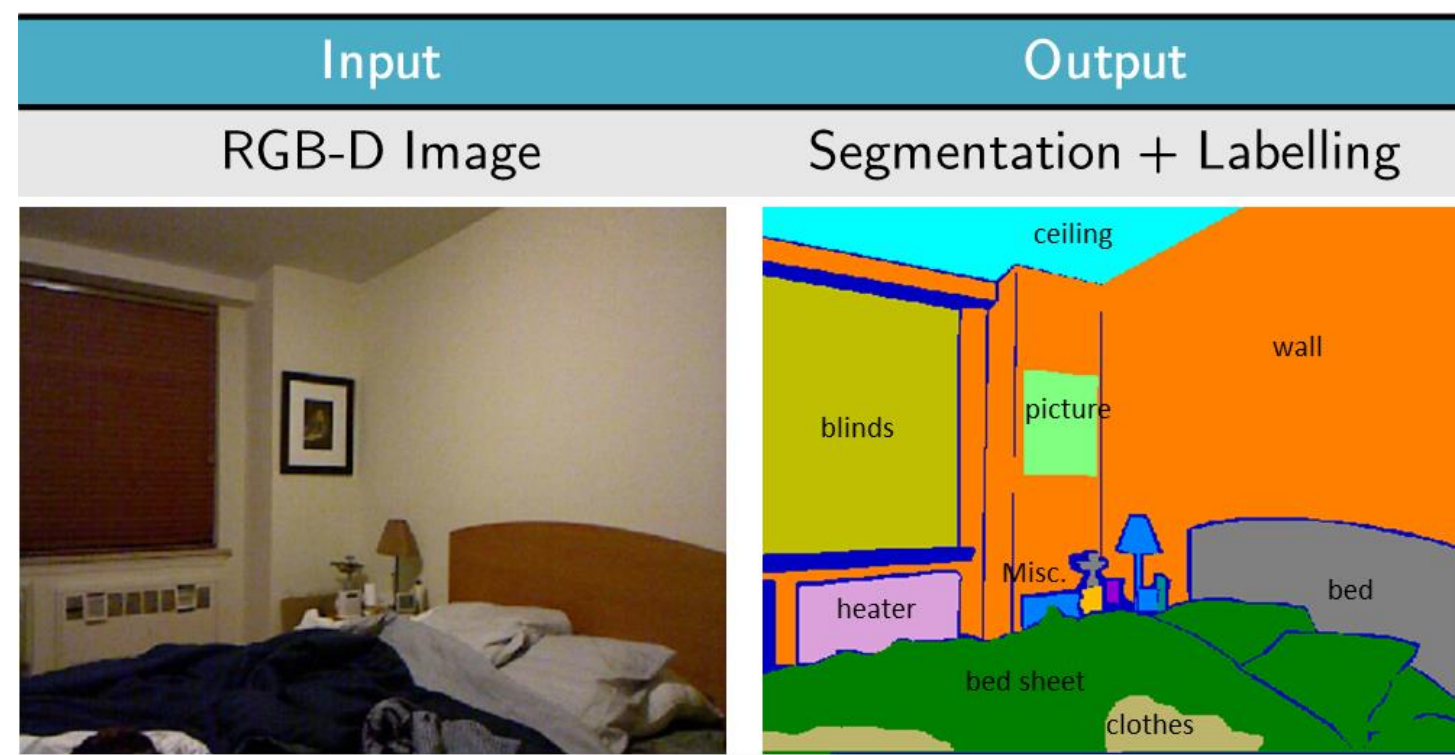 Input
Output
RGB-D Image
Segmentation + Labelling
ceiling
wall
picture
blinds
Misc.
heater
bed
bed sheet
clothes